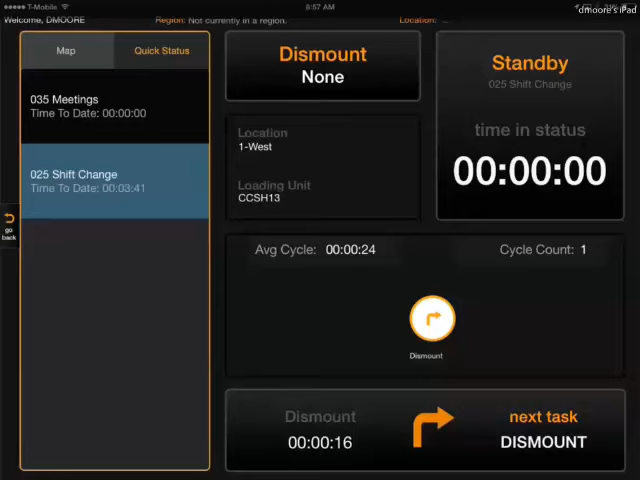 T-Mobile
8:57 AM
dmoore's iPad
Welcome, DMOORE
Region: Not currently in a region.
Location:
Map
Quick Status
035 Meetings
Time To Date: 00:00:00
025 Shift Change
Time To Date: 00:03:41
go
back
Dismount
None
Location
1-West
Loading Unit
CCSH13
Standby
025 Shift Change
time in status
00:00:00
Avg Cycle: 00:00:24
Cycle Count: 1
Dismount
Dismount
00:00:16
next task
DISMOUNT